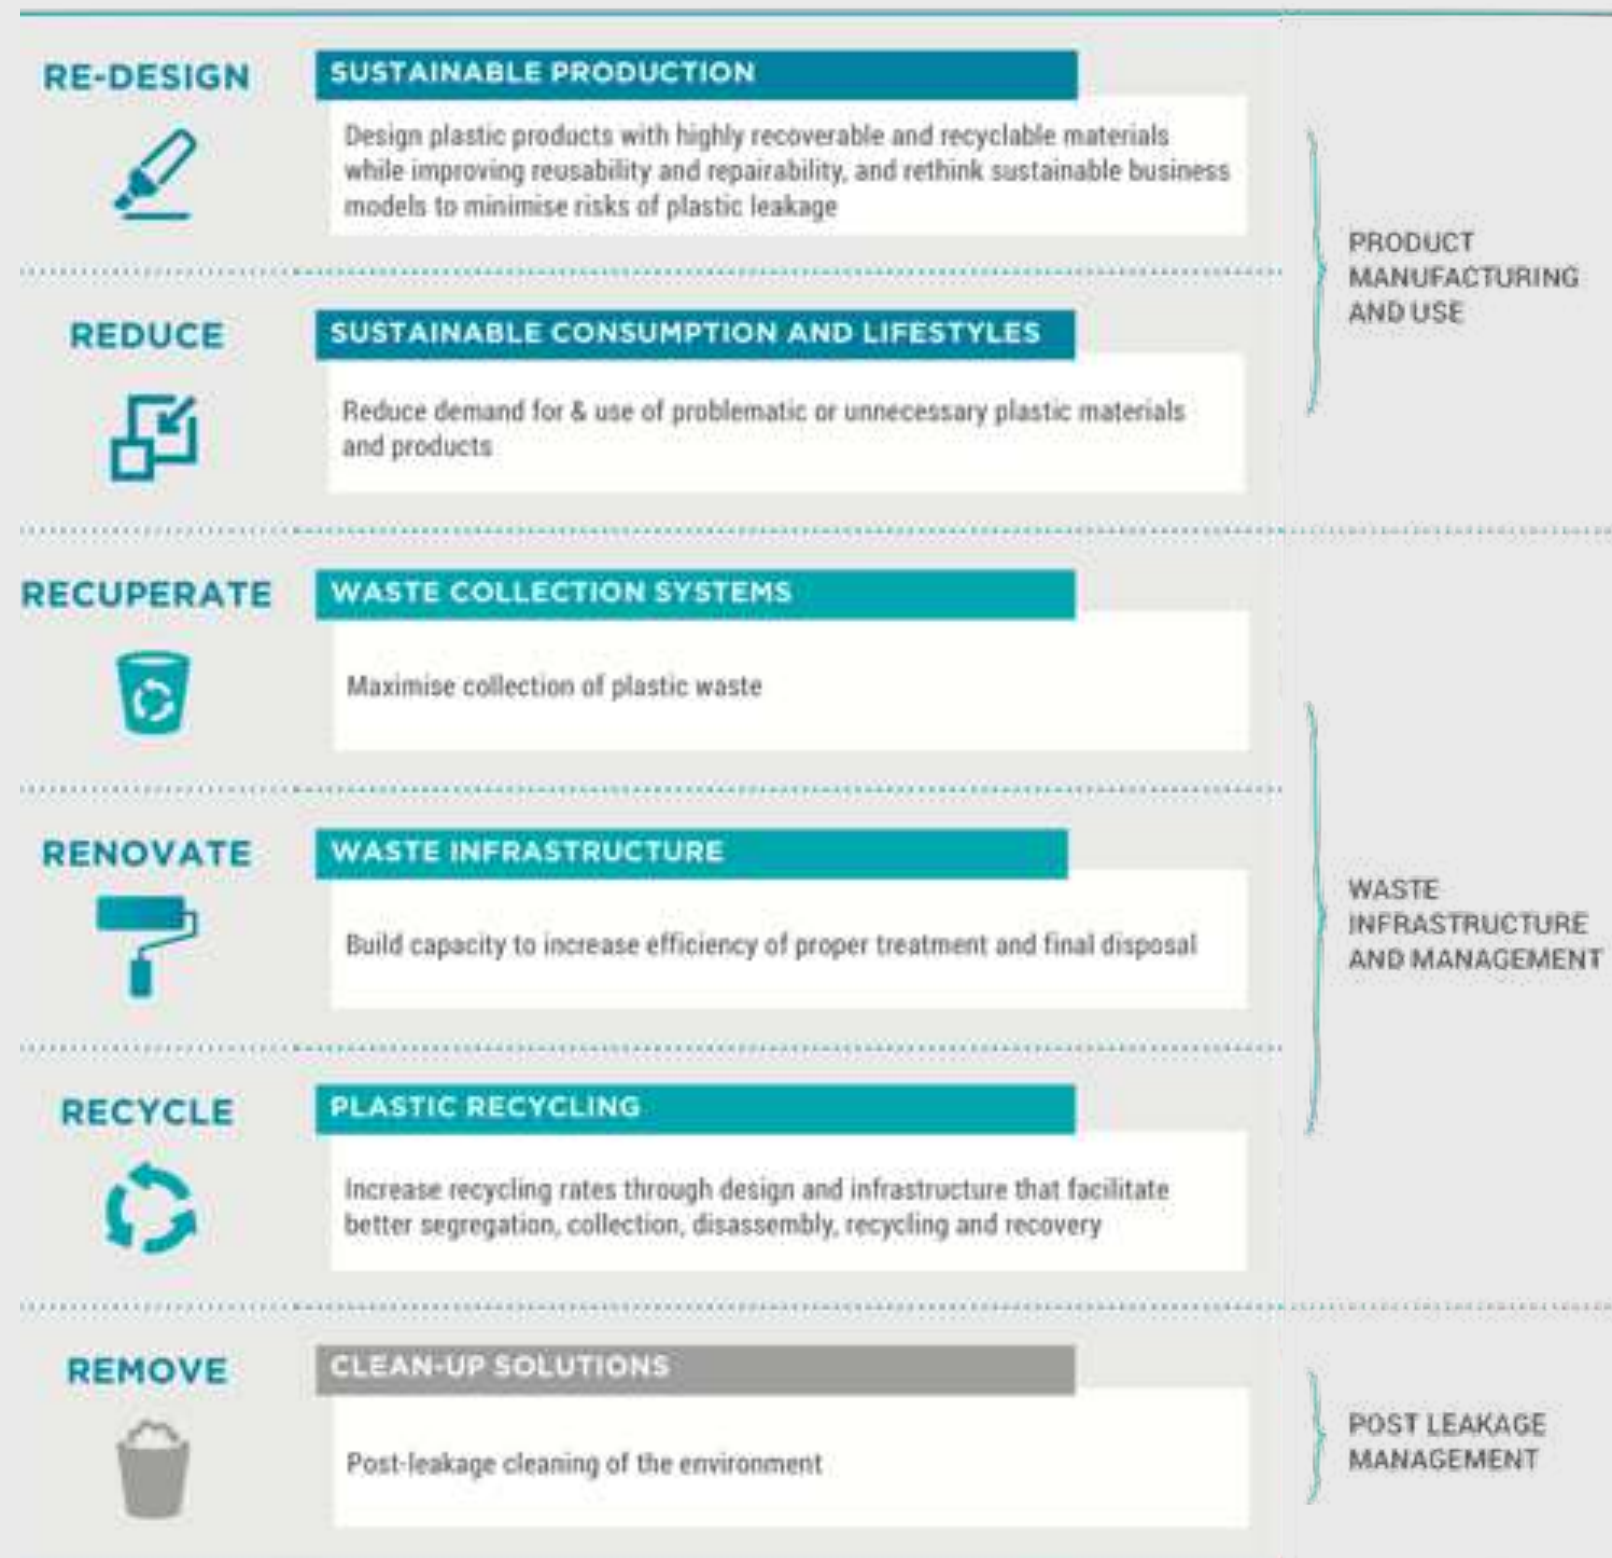 RE-DESIGN
SUSTAINABLE PRODUCTION
Design plastic products with highly recoverable and recyclable materials
while improving reusability and repairability, and rethink sustainable business
models to minimise risks of plastic leakage
REDUCE
SUSTAINABLE CONSUMPTION AND LIFESTYLES
Reduce demand for & use of problematic or unnecessary plastic materials
and products
PRODUCT
MANUFACTURING
AND USE
RECUPERATE
WASTE COLLECTION SYSTEMS
Maximise collection of plastic waste
RENOVATE
WASTE INFRASTRUCTURE
Build capacity to increase efficiency of proper treatment and final disposal
RECYCLE
PLASTIC RECYCLING
Increase recycling rates through design and infrastructure that facilitate
better segregation, collection, disassembly, recycling and recovery
WASTE
INFRASTRUCTURE
AND MANAGEMENT
REMOVE
CLEAN-UP SOLUTIONS
Post-leakage cleaning of the environment
POST LEAKAGE
MANAGEMENT